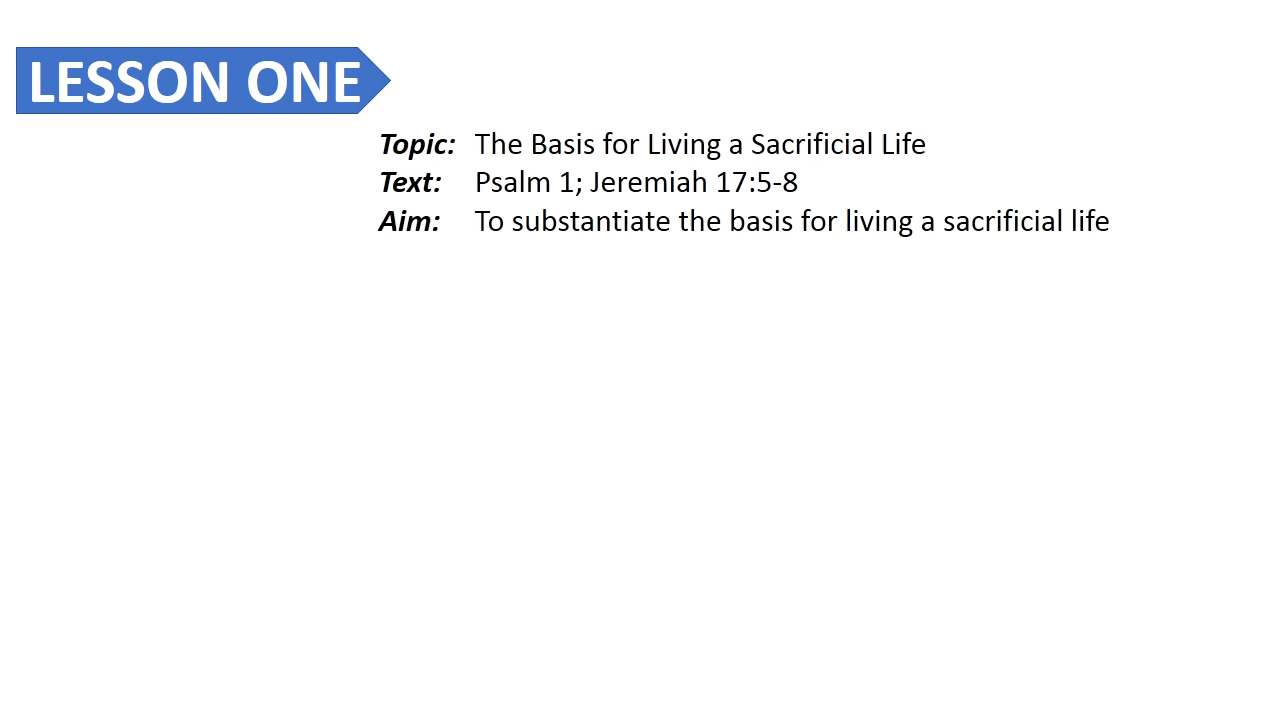 LESSON ONE
Topic: The Basis for Living a Sacrificial Life
Text: Psalm 1; Jeremiah 17:5-8
Aim: To substantiate the basis for living a sacrificial life